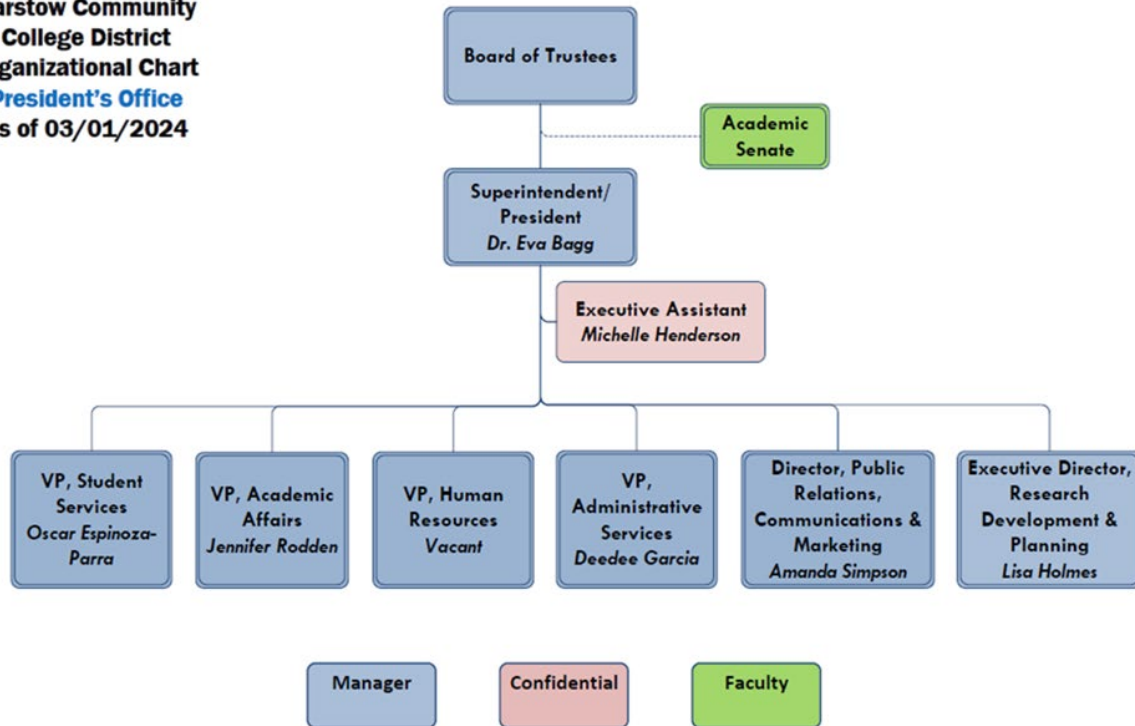 arstow Community
College District
ganizational Chart
President's Office
s of 03/01/2024
Board of Trustees
Academic
Senate
Superintendent/
President
Dr. Eva Bagg
Executive Assistant
Michelle Henderson
VP, Student
Services
Oscar Espinoza-
Parra
VP, Academic
Affairs
Jennifer Rodden
VP, Human
Resources
Vacant
VP,
Administrative
Services
Deedee Garcia
Director, Public
Relations,
Communications &
Marketing
Amanda Simpson
Executive Director,
Research
Development &
Planning
Lisa Holmes
Manager
Confidential
Faculty